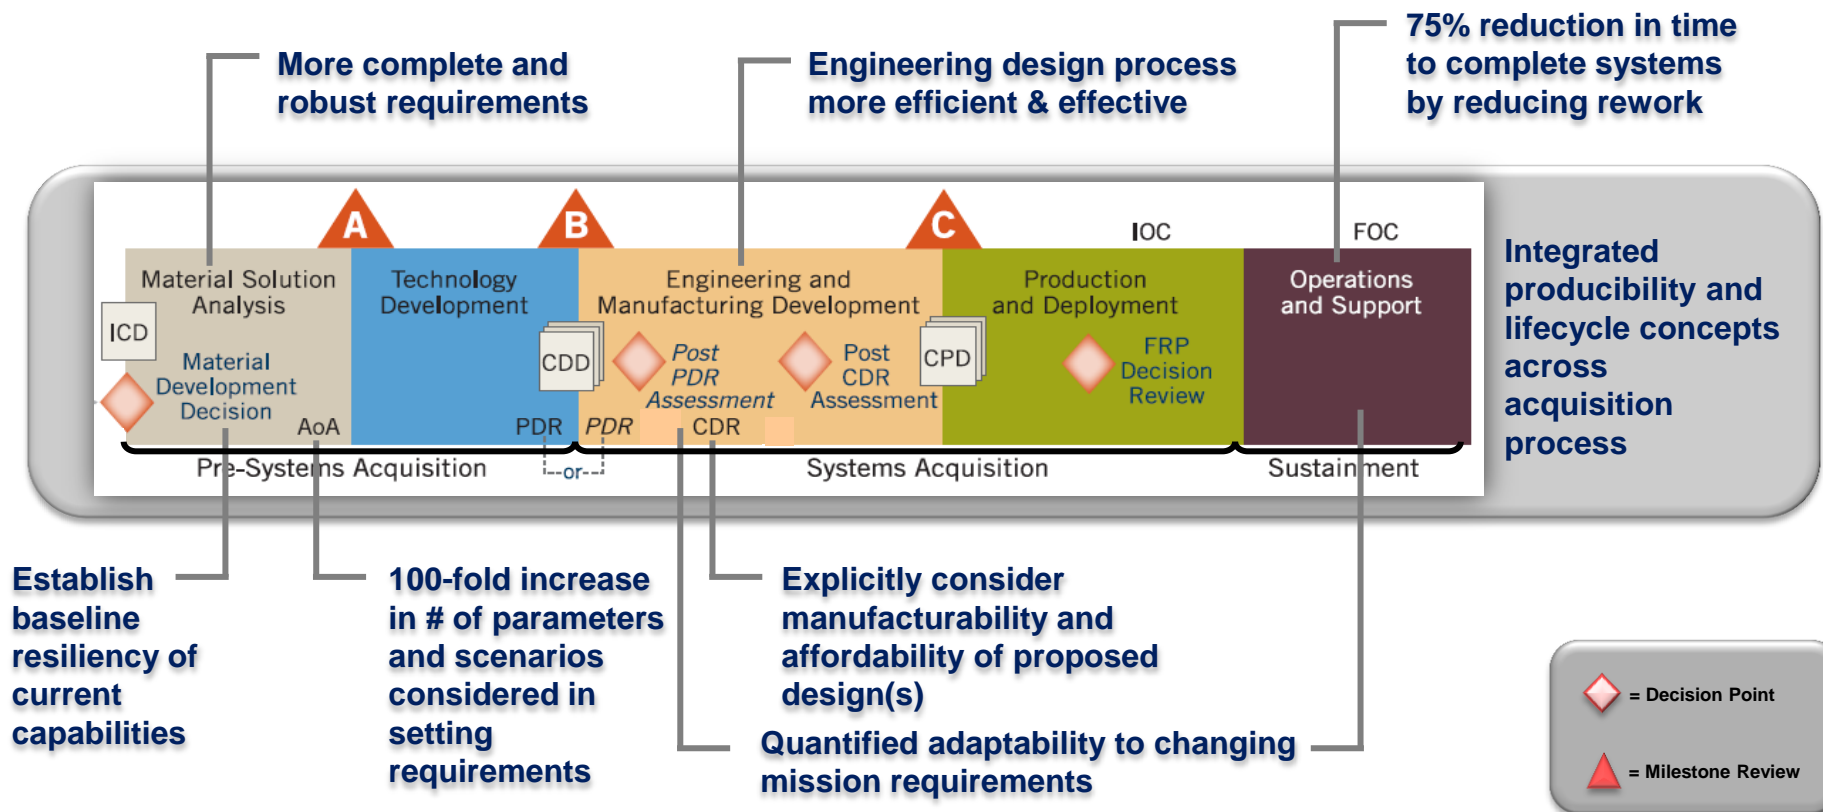 More complete and
robust requirements
Engineering design process
more efficient & effective
75% reduction in time
to complete systems
by reducing rework
A
B
C
IOC
FOC
Material Solution
Analysis
Technology
Development
Engineering and
Manufacturing Development
Production
and Deployment
Operations
and Support
ICD
Material
Development
Decision
AoA
CDD
Post
PDR
Assessment
Post
CDR
Assessment
CPD
FRP
Decision
Review
PDR
PDR
CDR
Pre-Systems Acquisition
or
Systems Acquisition
Sustainment
Integrated
producibility and
lifecycle concepts
across
acquisition
process
Establish
baseline
resiliency of
current
capabilities
100-fold increase
in # of parameters
and scenarios
considered in
setting
requirements
Explicitly consider
manufacturability and
affordability of proposed
design(s)
Quantified adaptability to changing
mission requirements
= Decision Point
= Milestone Review